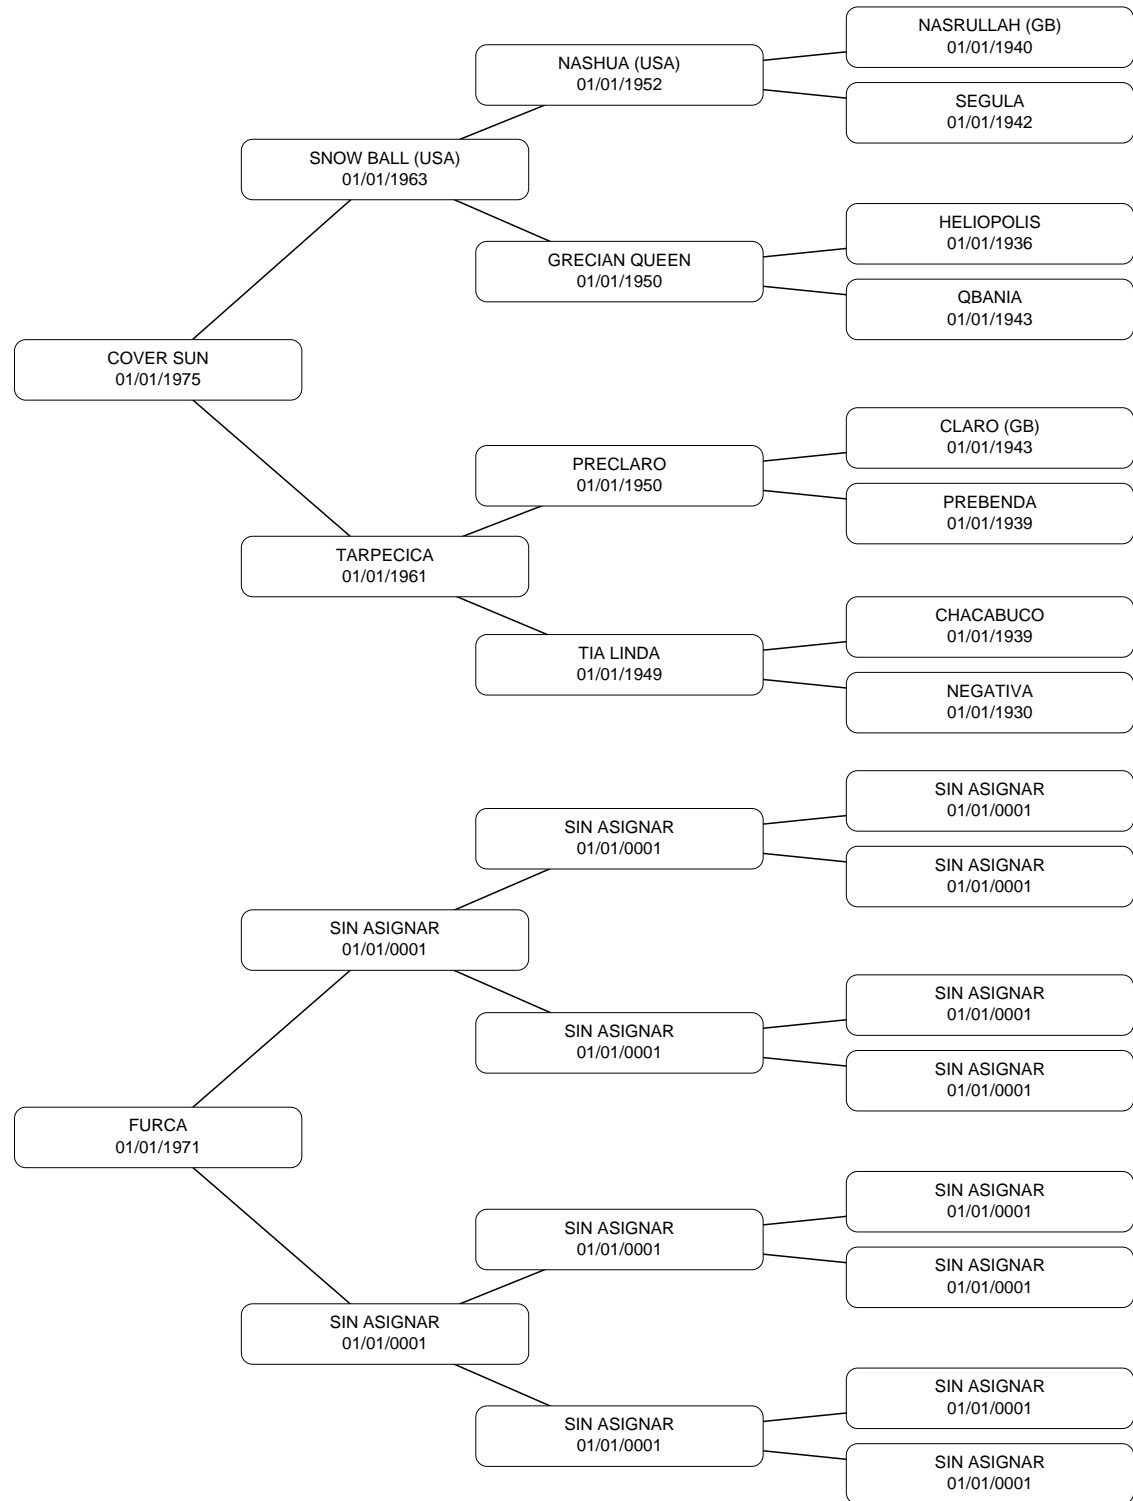 NASRULLAH (GB)
01/01/1940
NASHUA (USA)
01/01/1952
SEGULA
01/01/1942
SNOW BALL (USA)
01/01/1963
HELIOPOLIS
01/01/1936
GRECIAN QUEEN
01/01/1950
QBANIA
01/01/1943
COVER SUN
01/01/1975
CLARO (GB)
01/01/1943
PRECLARO
01/01/1950
PREBENDA
01/01/1939
TARPECICA
01/01/1961
CHACABUCO
01/01/1939
TIA LINDA
01/01/1949
NEGATIVA
01/01/1930
SIN ASIGNAR
01/01/0001
SIN ASIGNAR
01/01/0001
SIN ASIGNAR
01/01/0001
SIN ASIGNAR
01/01/0001
SIN ASIGNAR
01/01/0001
SIN ASIGNAR
01/01/0001
SIN ASIGNAR
01/01/0001
FURCA
01/01/1971
SIN ASIGNAR
01/01/0001
SIN ASIGNAR
01/01/0001
SIN ASIGNAR
01/01/0001
SIN ASIGNAR
01/01/0001
SIN ASIGNAR
01/01/0001
SIN ASIGNAR
01/01/0001
SIN ASIGNAR
01/01/0001